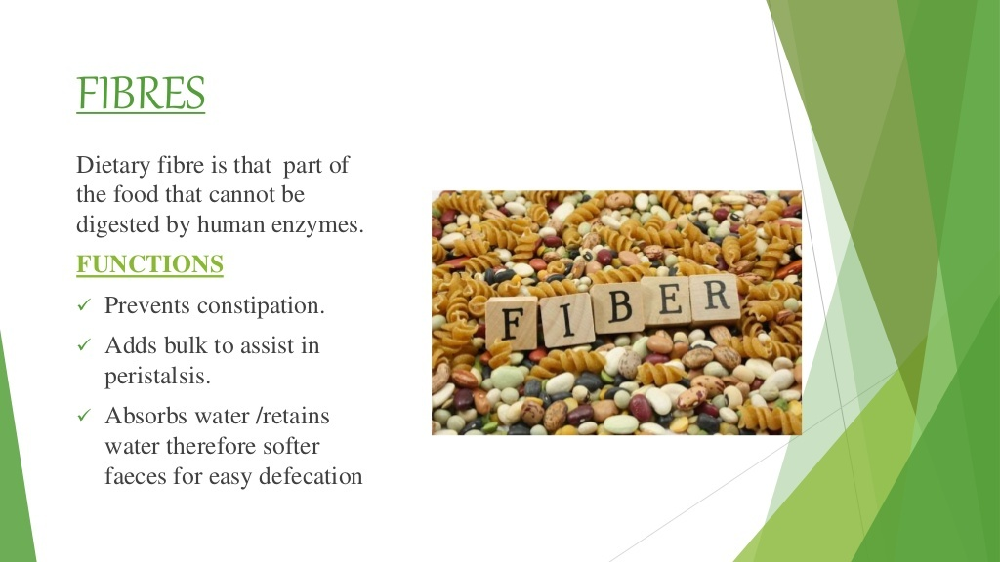 FIBRES
Dietary fibre is that  part of
the food that cannot be
digested by human enzymes.
FUNCTIONS
✓ Prevents constipation.
✓ Adds bulk to assist in
peristalsis.
✓ Absorbs water /retains
water therefore softer
faeces for easy defecation
FIBER